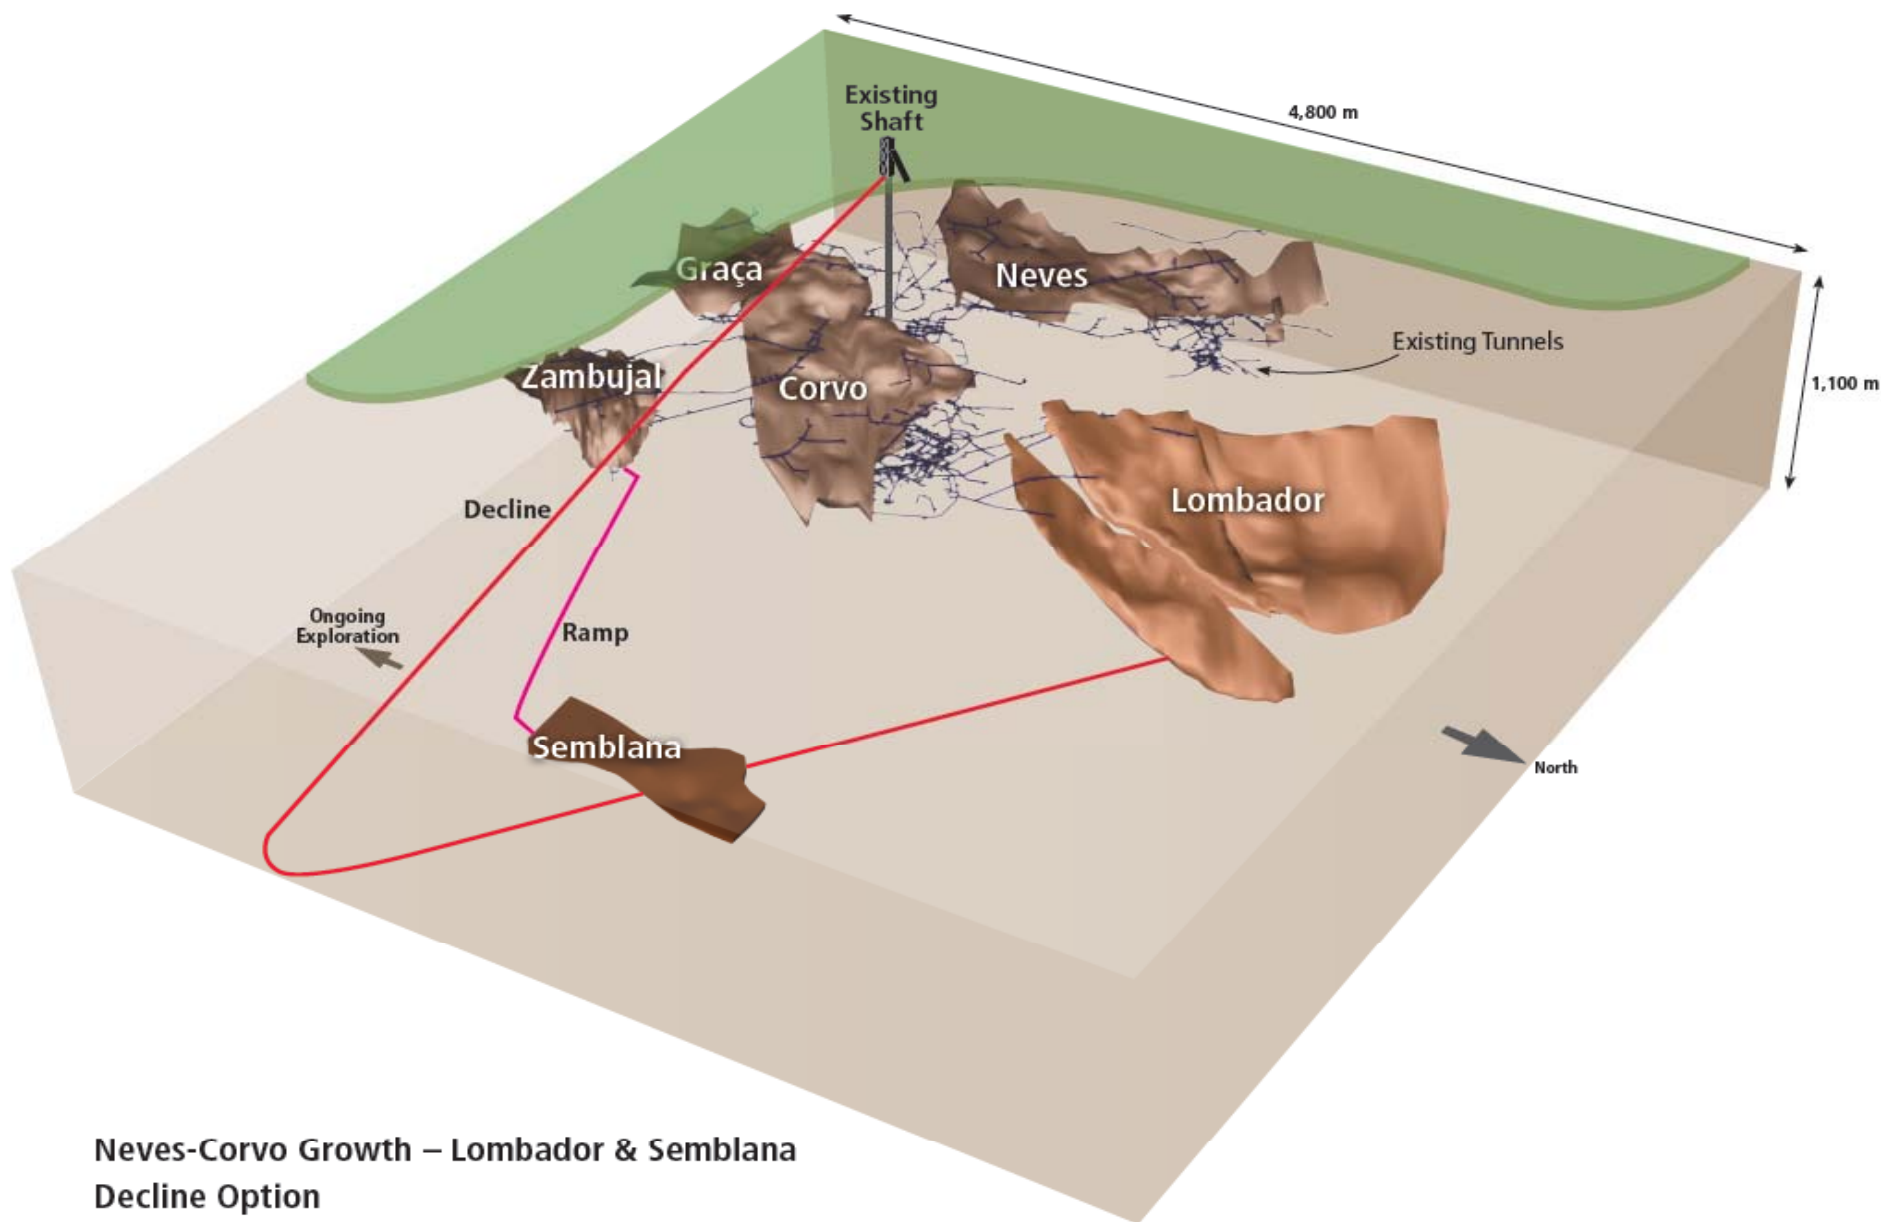 Existing
Shaft
4,800 m
Graça
Neves
Existing Tunnels
Zambujal
Corvo
1,100 m
Lombador
Decline
Ongoing
Exploration
Ramp
Semblana
North
Neves-Corvo Growth – Lombador & Semblana
Decline Option